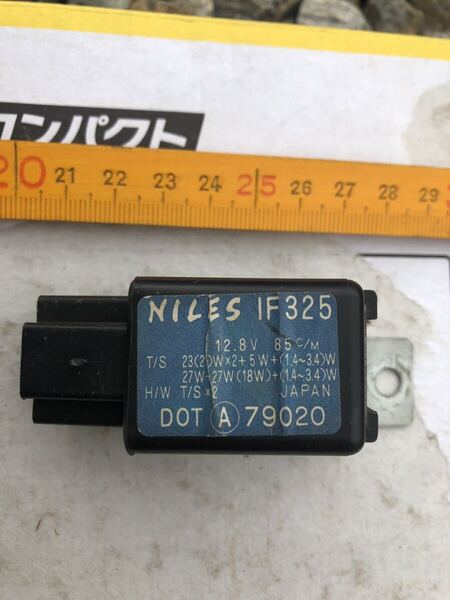 コンパクト
20 21 22 23 24 25 26 27 28 29
NILES IF325
12.8V 85C/M
T/S 23(21)W×2+5W+(1.4~3.4)W
27W+27W(18W)+(1.4~3.4)W
H/W T/S×2 JAPAN
DOT A 79020